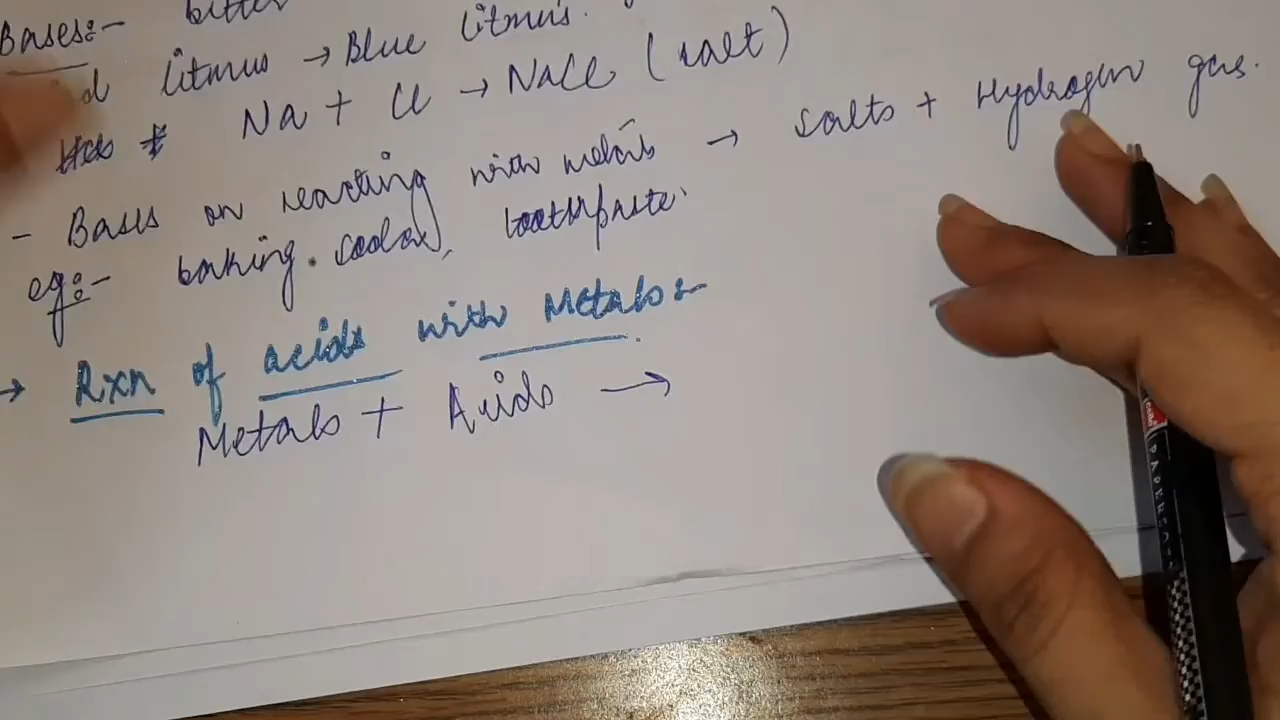 Bases:- bitter
d litmus → Blue litmus.
Na + Cl → NaCl (salt)
- Bases on reacting with metals → salts + Hydrogen gas.
eg:- baking soda, toothpaste.
→ Rxn of acids with Metals:-
Metals + Acids →